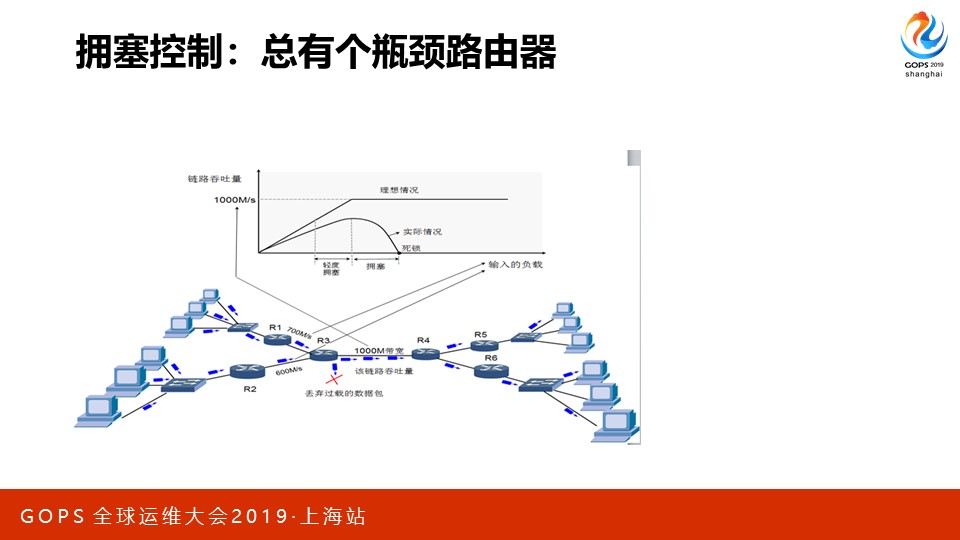 拥塞控制：总有个瓶颈路由器
GOPS 2019
shanghai
链路吞吐量
1000M/s
理想情况
实际情况
死锁
轻度
拥塞
拥塞
输入的负载
R1
700M/s
R3
1000M带宽
R4
R5
R6
该链路吞吐量
600M/s
R2
丢弃过载的数据包
GOPS 全球运维大会2019·上海站